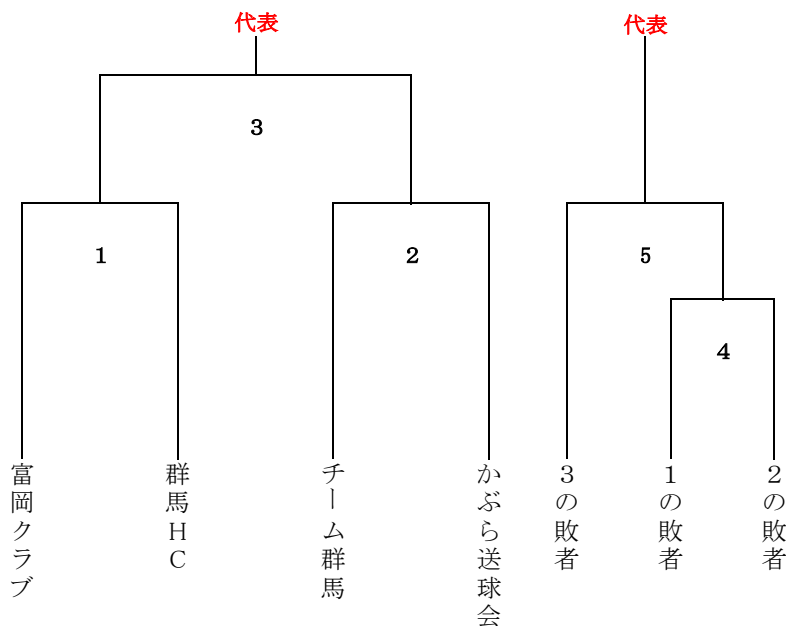 代表
代表
3
1
2
5
4
富岡クラブ
群馬HC
チーム群馬
かぶら送球会
3の敗者
1の敗者
2の敗者